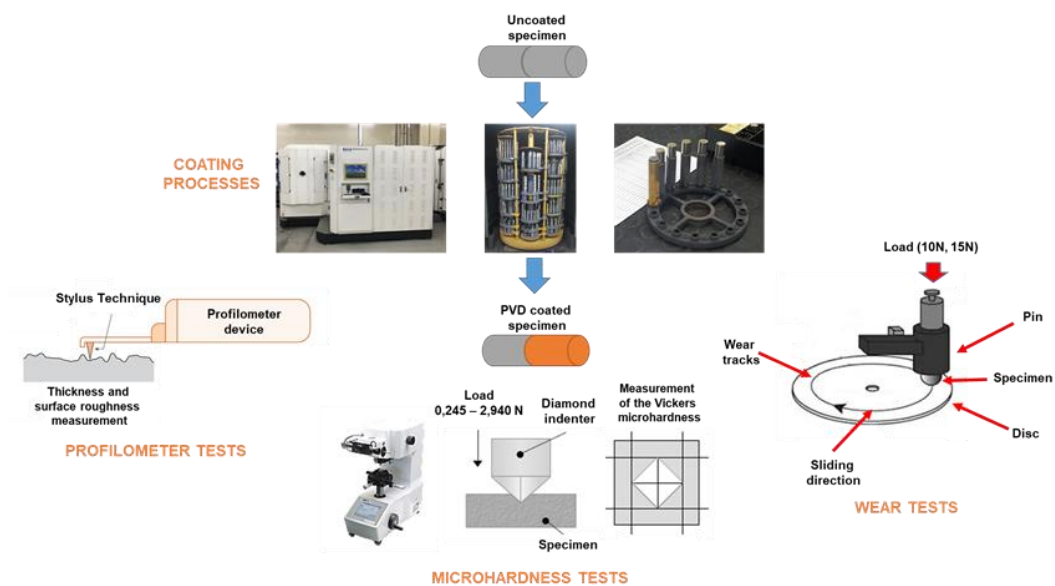 Uncoated
specimen
COATING
PROCESSES
Load (10N, 15N)
Stylus Technique
Profilometer
device
PVD coated
specimen
Pin
Wear
tracks
Specimen
Thickness and
surface roughness
measurement
Load
0,245 – 2,940 N
Diamond
indenter
Measurement
of the Vickers
microhardness
Disc
PROFILOMETER TESTS
Sliding
direction
WEAR TESTS
Specimen
MICROHARDNESS TESTS